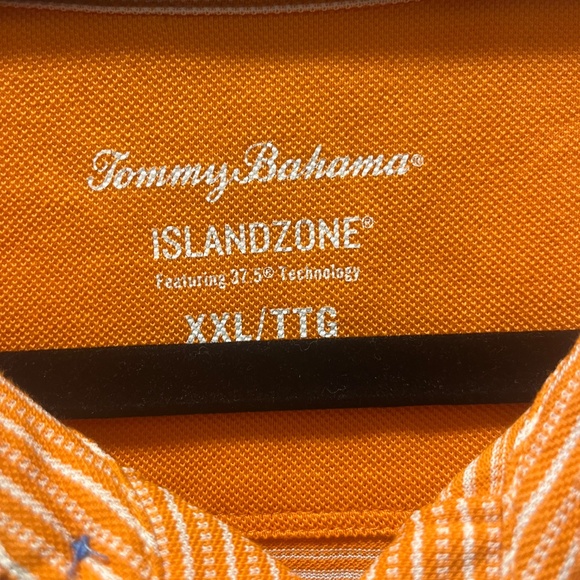 Tommy Bahama®
ISLANDZONE®
Featuring 37.5® Technology
XXL/TTG